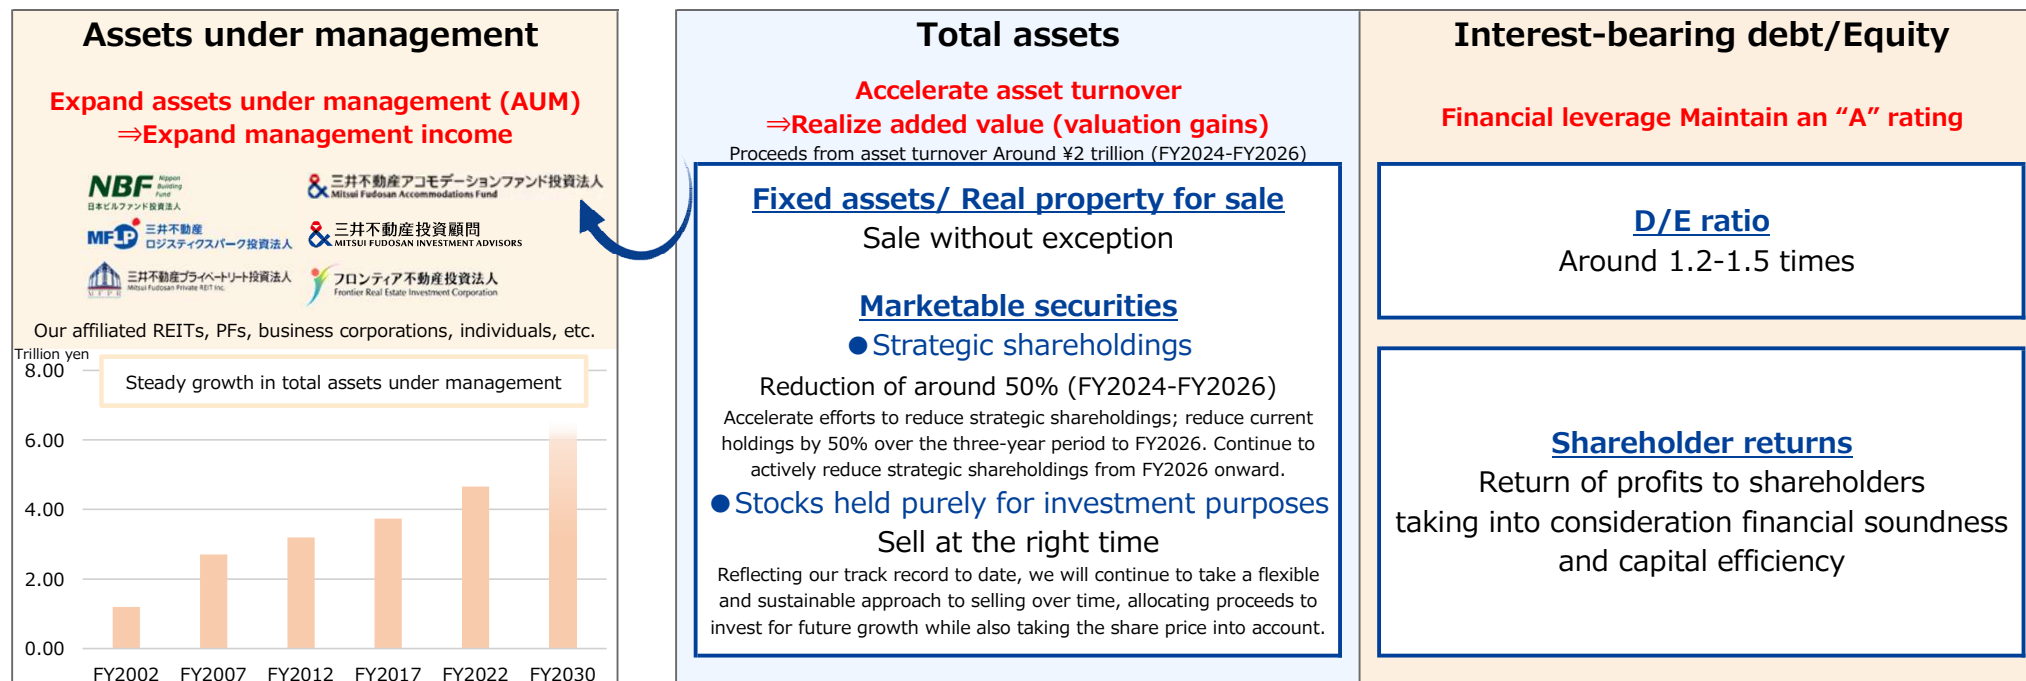 Assets under management
Expand assets under management (AUM)
⇒Expand management income
NBF Nippon Building Fund
日本ビルファンド投資法人
三井不動産アコモデーションファンド投資法人
Mitsui Fudosan Accommodations Fund
MFLP 三井不動産
ロジスティクスパーク投資法人
三井不動産投資顧問
MITSUI FUDOSAN INVESTMENT ADVISORS
MFPR
三井不動産プライベートリート投資法人
Mitsui Fudosan Private REIT Inc.
フロンティア不動産投資法人
Frontier Real Estate Investment Corporation
Our affiliated REITs, PFs, business corporations, individuals, etc.
Trillion yen
Steady growth in total assets under management
8.00
6.00
4.00
2.00
0.00
FY2002 FY2007 FY2012 FY2017 FY2022 FY2030
Total assets
Accelerate asset turnover
⇒Realize added value (valuation gains)
Proceeds from asset turnover Around ¥2 trillion (FY2024-FY2026)
Fixed assets/ Real property for sale
Sale without exception
Marketable securities
●Strategic shareholdings
Reduction of around 50% (FY2024-FY2026)
Accelerate efforts to reduce strategic shareholdings; reduce current
holdings by 50% over the three-year period to FY2026. Continue to
actively reduce strategic shareholdings from FY2026 onward.
●Stocks held purely for investment purposes
Sell at the right time
Reflecting our track record to date, we will continue to take a flexible
and sustainable approach to selling over time, allocating proceeds to
invest for future growth while also taking the share price into account.
Interest-bearing debt/Equity
Financial leverage Maintain an “A” rating
D/E ratio
Around 1.2-1.5 times
Shareholder returns
Return of profits to shareholders
taking into consideration financial soundness
and capital efficiency